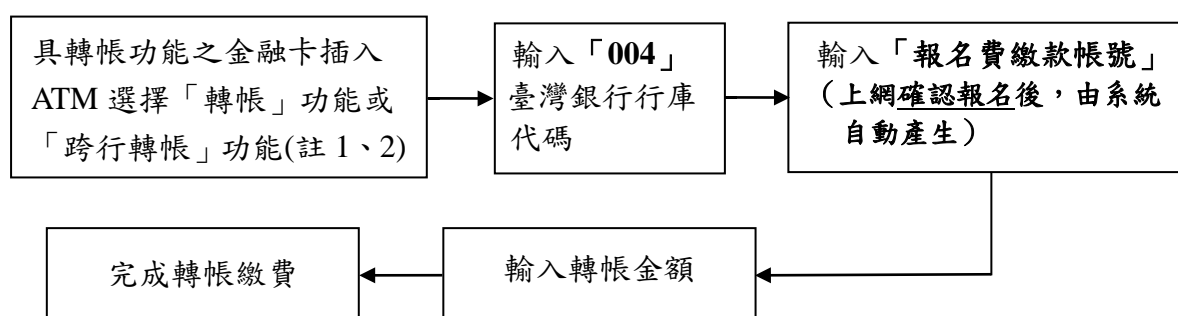 具轉帳功能之金融卡插入
ATM 選擇「轉帳」功能或
「跨行轉帳」功能(註 1、2)
輸入「004」
臺灣銀行行庫
代碼
輸入「報名費繳款帳號」
（上網確認報名後，由系統
自動產生）
輸入轉帳金額
完成轉帳繳費